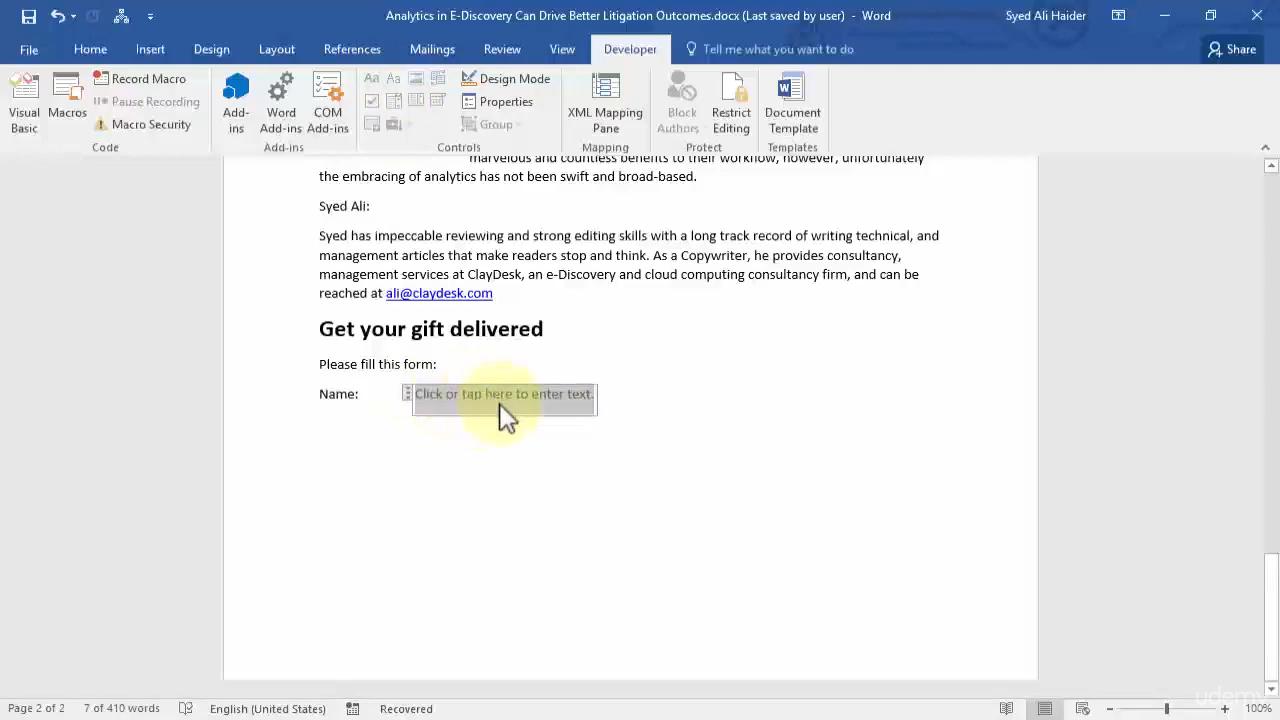 Analytics in E-Discovery Can Drive Better Litigation Outcomes.docx (Last saved by user) - Word
Syed Ali Haider
File Home Insert Design Layout References Mailings Review View Developer Tell me what you want to do Share
Visual Basic
Macros
Record Macro
Pause Recording
Macro Security
Code
Add-ins
Word Add-ins
COM Add-ins
Add-ins
Aa Aa
Design Mode
Properties
Group
Controls
XML Mapping Pane
Mapping
Block Authors
Restrict Editing
Protect
Document Template
Templates
marvelous and countless benefits to their workflow, however, unfortunately
the embracing of analytics has not been swift and broad-based.
Syed Ali:
Syed has impeccable reviewing and strong editing skills with a long track record of writing technical, and
management articles that make readers stop and think. As a Copywriter, he provides consultancy,
management services at ClayDesk, an e-Discovery and cloud computing consultancy firm, and can be
reached at ali@claydesk.com
Get your gift delivered
Please fill this form:
Name: Click or tap here to enter text.
Page 2 of 2 7 of 410 words English (United States) Recovered 100%
udemy